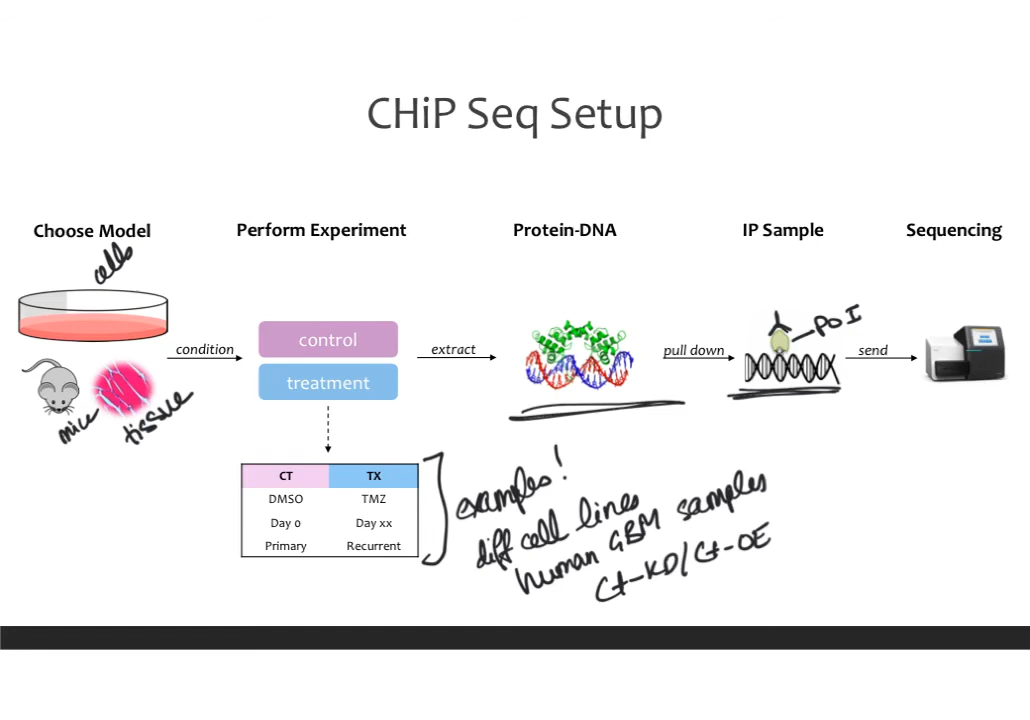 CHiP Seq Setup
Choose Model
Perform Experiment
Protein-DNA
IP Sample
Sequencing
cells
mice
tissue
condition
control
treatment
extract
pull down
POI
send
CT TX
DMSO TMZ
Day 0 Day xx
Primary Recurrent
examples!
diff cell lines
human GBM samples
Ct-KD/Ct-OE